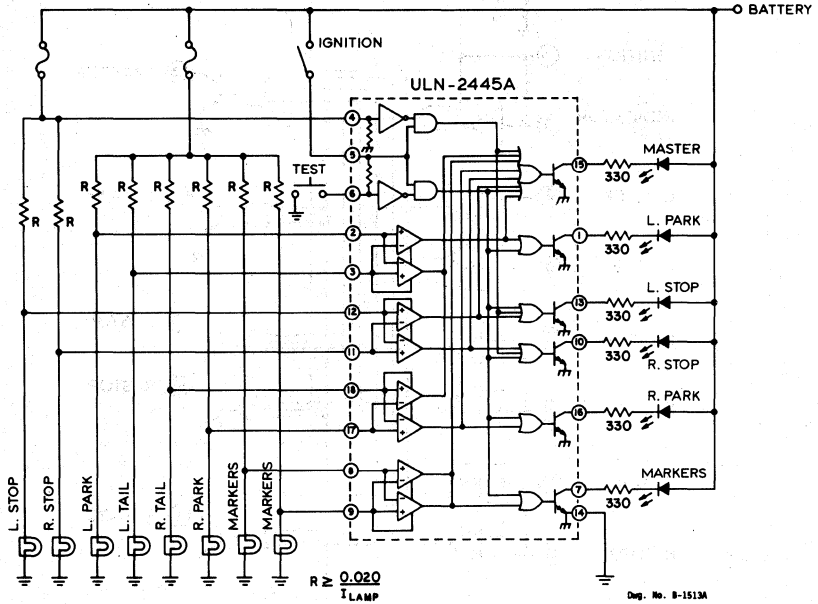 BATTERY
IGNITION
ULN-2445A
4
5
TEST
6
2
3
12
11
18
17
8
9
15
MASTER
330
1
L. PARK
330
13
L. STOP
330
10
330
R. STOP
16
R. PARK
330
7
MARKERS
330
14
R
R
R
R
R
R
R
R
L. STOP
R. STOP
L. PARK
L. TAIL
R. TAIL
R. PARK
MARKERS
MARKERS
R ≥ 0.020
I LAMP
Dwg. No. B-1513A